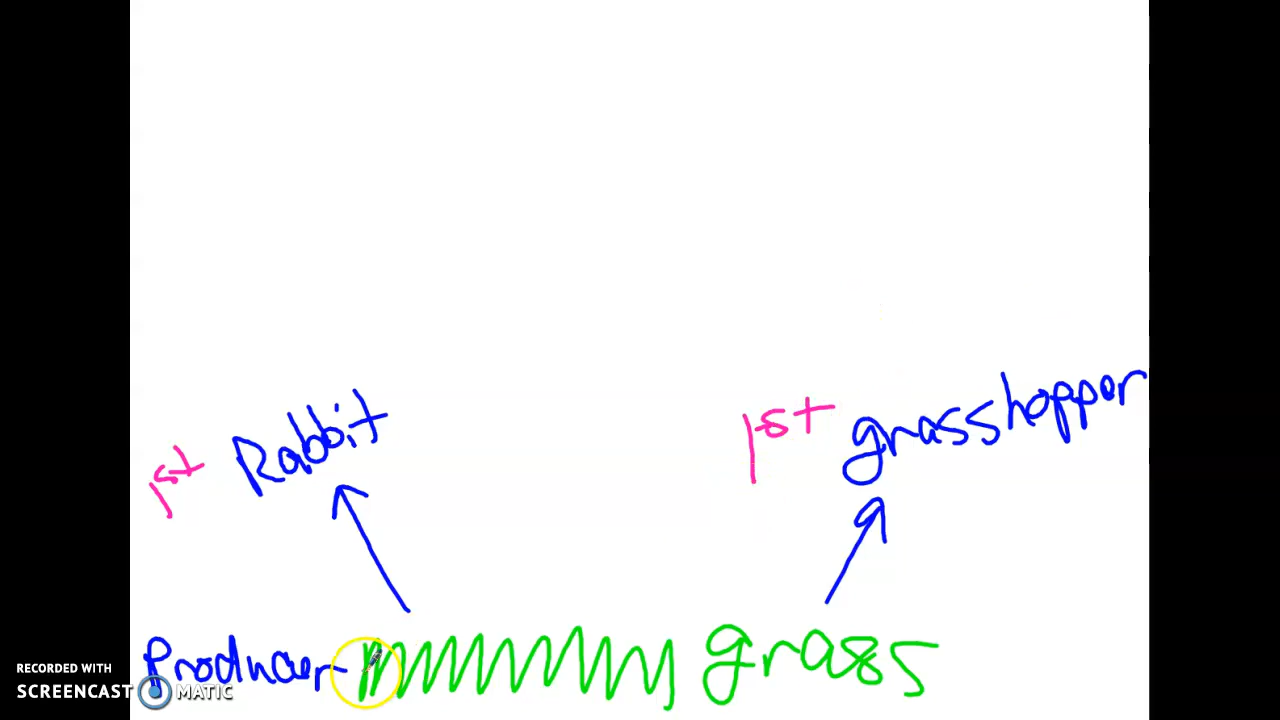 1st Rabbit
1st grasshopper
Producer grass
RECORDED WITH
SCREENCAST MATIC